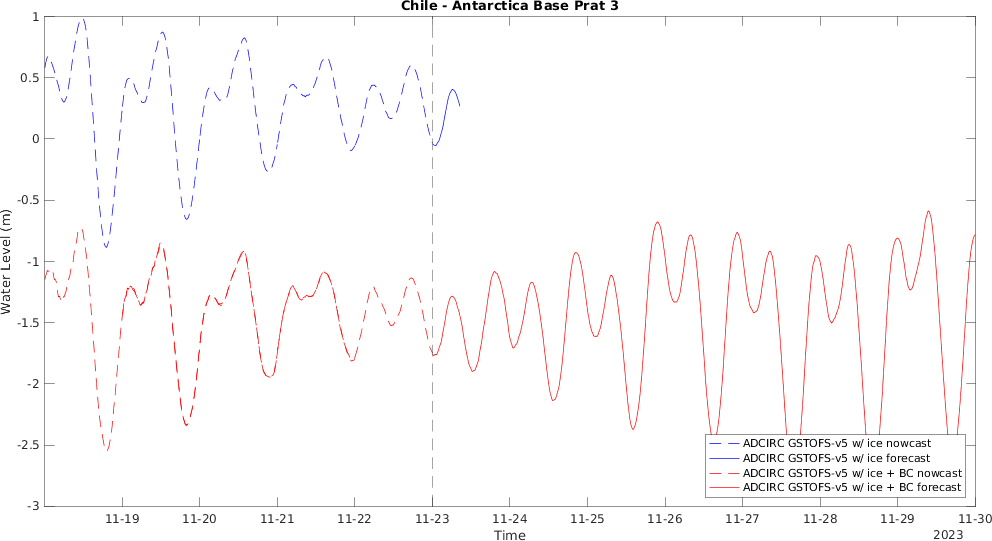 Chile - Antarctica Base Prat 3
1
0.5
0
-0.5
-1
-1.5
-2
-2.5
-3
Water Level (m)
ADCIRC GSTOFS-v5 w/ ice nowcast
ADCIRC GSTOFS-v5 w/ ice forecast
ADCIRC GSTOFS-v5 w/ ice + BC nowcast
ADCIRC GSTOFS-v5 w/ ice + BC forecast
11-19 11-20 11-21 11-22 11-23 11-24 11-25 11-26 11-27 11-28 11-29 11-30
Time
2023